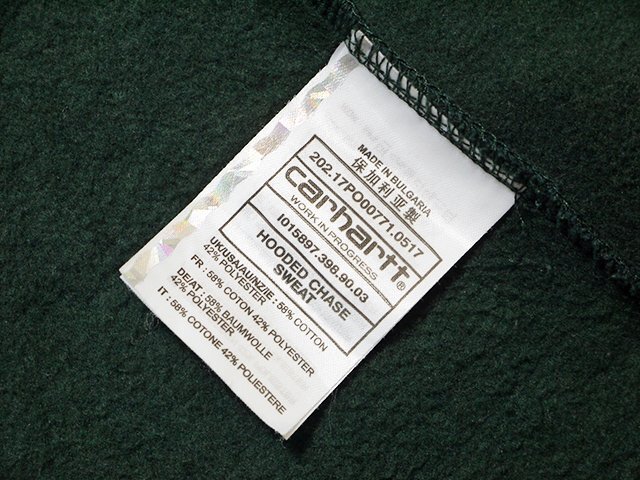 MADE IN BULGARIA
保加利亚製
202.17PO00771.0517
carhartt®
WORK IN PROGRESS
I015897.398.90.03
HOODED CHASE
SWEAT
UK/USA/AU/NZ/IE: 58% COTTON
42% POLYESTER
FR : 58% COTON 42% POLYESTER
DE/AT : 58% BAUMWOLLE
42% POLYESTER
IT : 58% COTONE 42% POLIESTERE